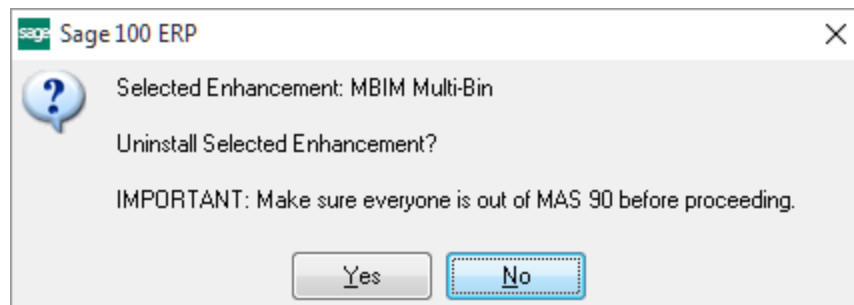 sage Sage 100 ERP
Selected Enhancement: MBIM Multi-Bin
Uninstall Selected Enhancement?
IMPORTANT: Make sure everyone is out of MAS 90 before proceeding.
Yes No